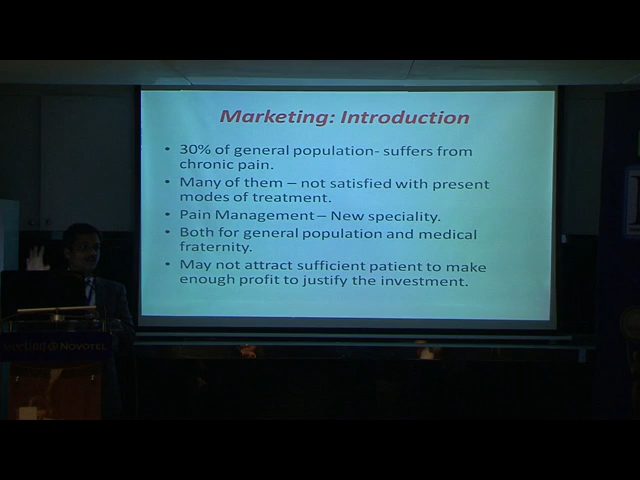 Marketing: Introduction
• 30% of general population- suffers from
chronic pain.
• Many of them – not satisfied with present
modes of treatment.
• Pain Management– New speciality.
• Both for general population and medical
fraternity.
• May not attract sufficient patient to make
enough profit to justify the investment.
@ NOVOTEL